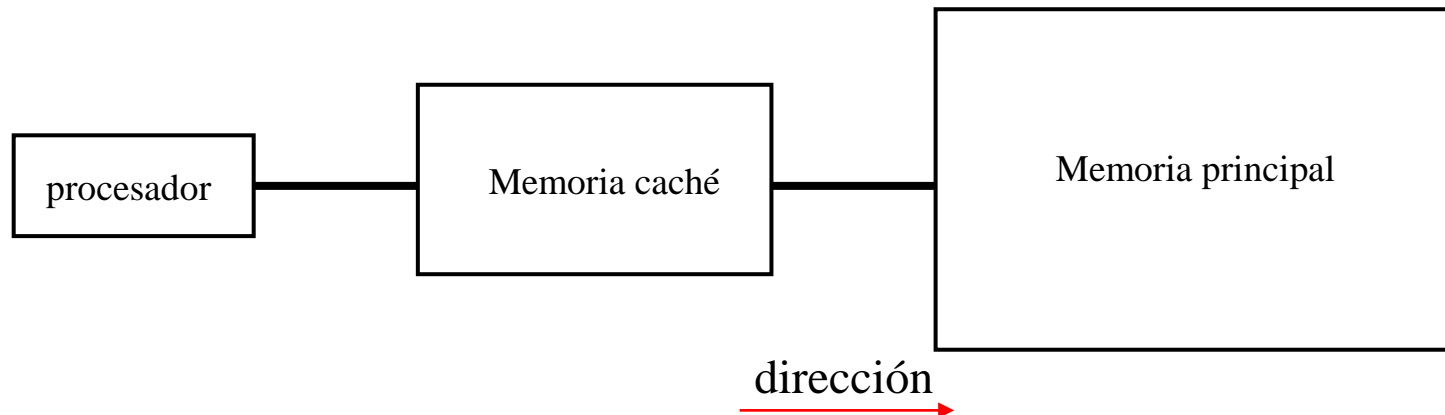 procesador
Memoria caché
Memoria principal
dirección